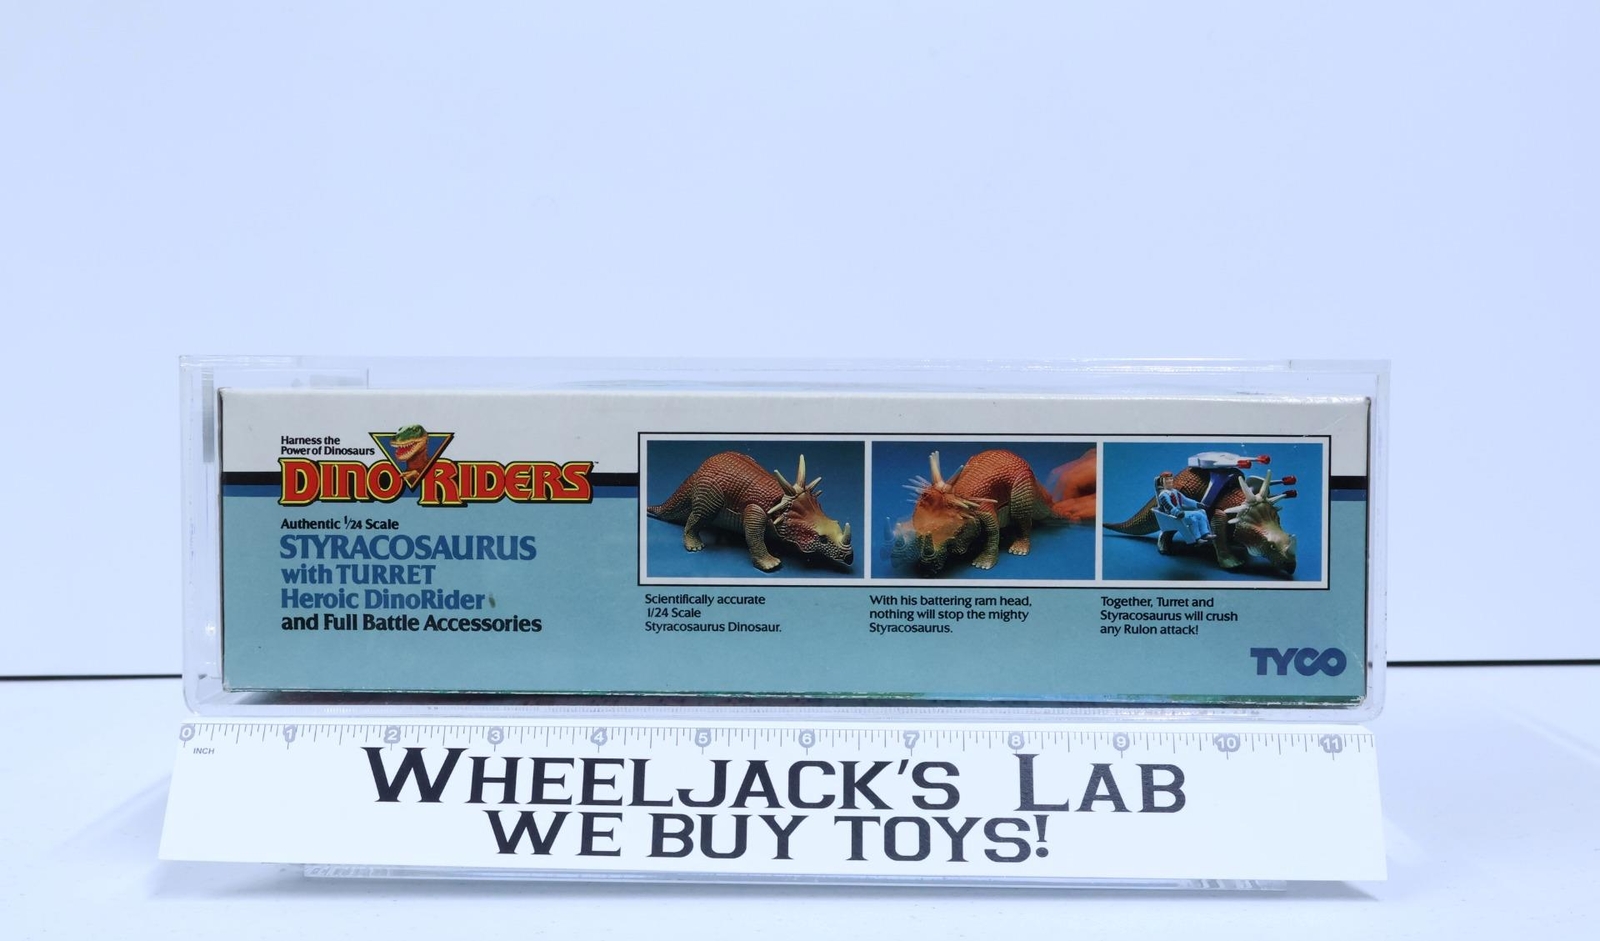 Harness the
Power of Dinosaurs
DINO RIDERS™
Authentic 1/24 Scale
STYRACOSAURUS
with TURRET
Heroic DinoRider
and Full Battle Accessories
Scientifically accurate
1/24 Scale
Styracosaurus Dinosaur.
With his battering ram head,
nothing will stop the mighty
Styracosaurus.
Together, Turret and
Styracosaurus will crush
any Rulon attack!
TYCO
0 1 2 3 4 5 6 7 8 9 10 11
INCH
WHEELJACK'S LAB
WE BUY TOYS!